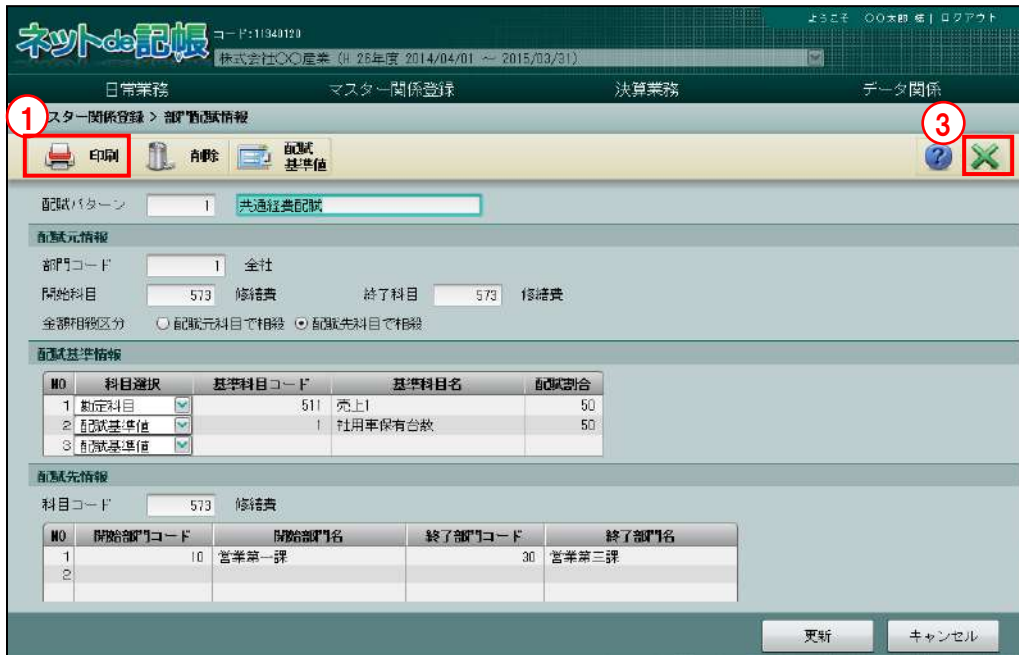 ようこそ 〇〇太郎 様 | ログアウト
ネットde記帳 コード:11340120
株式会社〇〇産業 (H 26年度 2014/04/01 ~ 2015/03/31)
日常業務 マスター関係登録 決算業務 データ関係
① スター関係登録 > 部門配賦情報 ③
印刷 削除 配賦基準値 ?
配賦パターン 1 共通経費配賦
配賦元情報
部門コード 1 全社
開始科目 573 修繕費 終了科目 573 修繕費
金額相殺区分 配賦元科目で相殺 配賦先科目で相殺
配賦基準情報
NO 科目選択 基準科目コード 基準科目名 配賦割合
1 勘定科目 511 売上1 50
2 配賦基準値 1 社用車保有台数 50
3 配賦基準値
配賦先情報
科目コード 573 修繕費
NO 開始部門コード 開始部門名 終了部門コード 終了部門名
1 10 営業第一課 30 営業第三課
2
更新 キャンセル